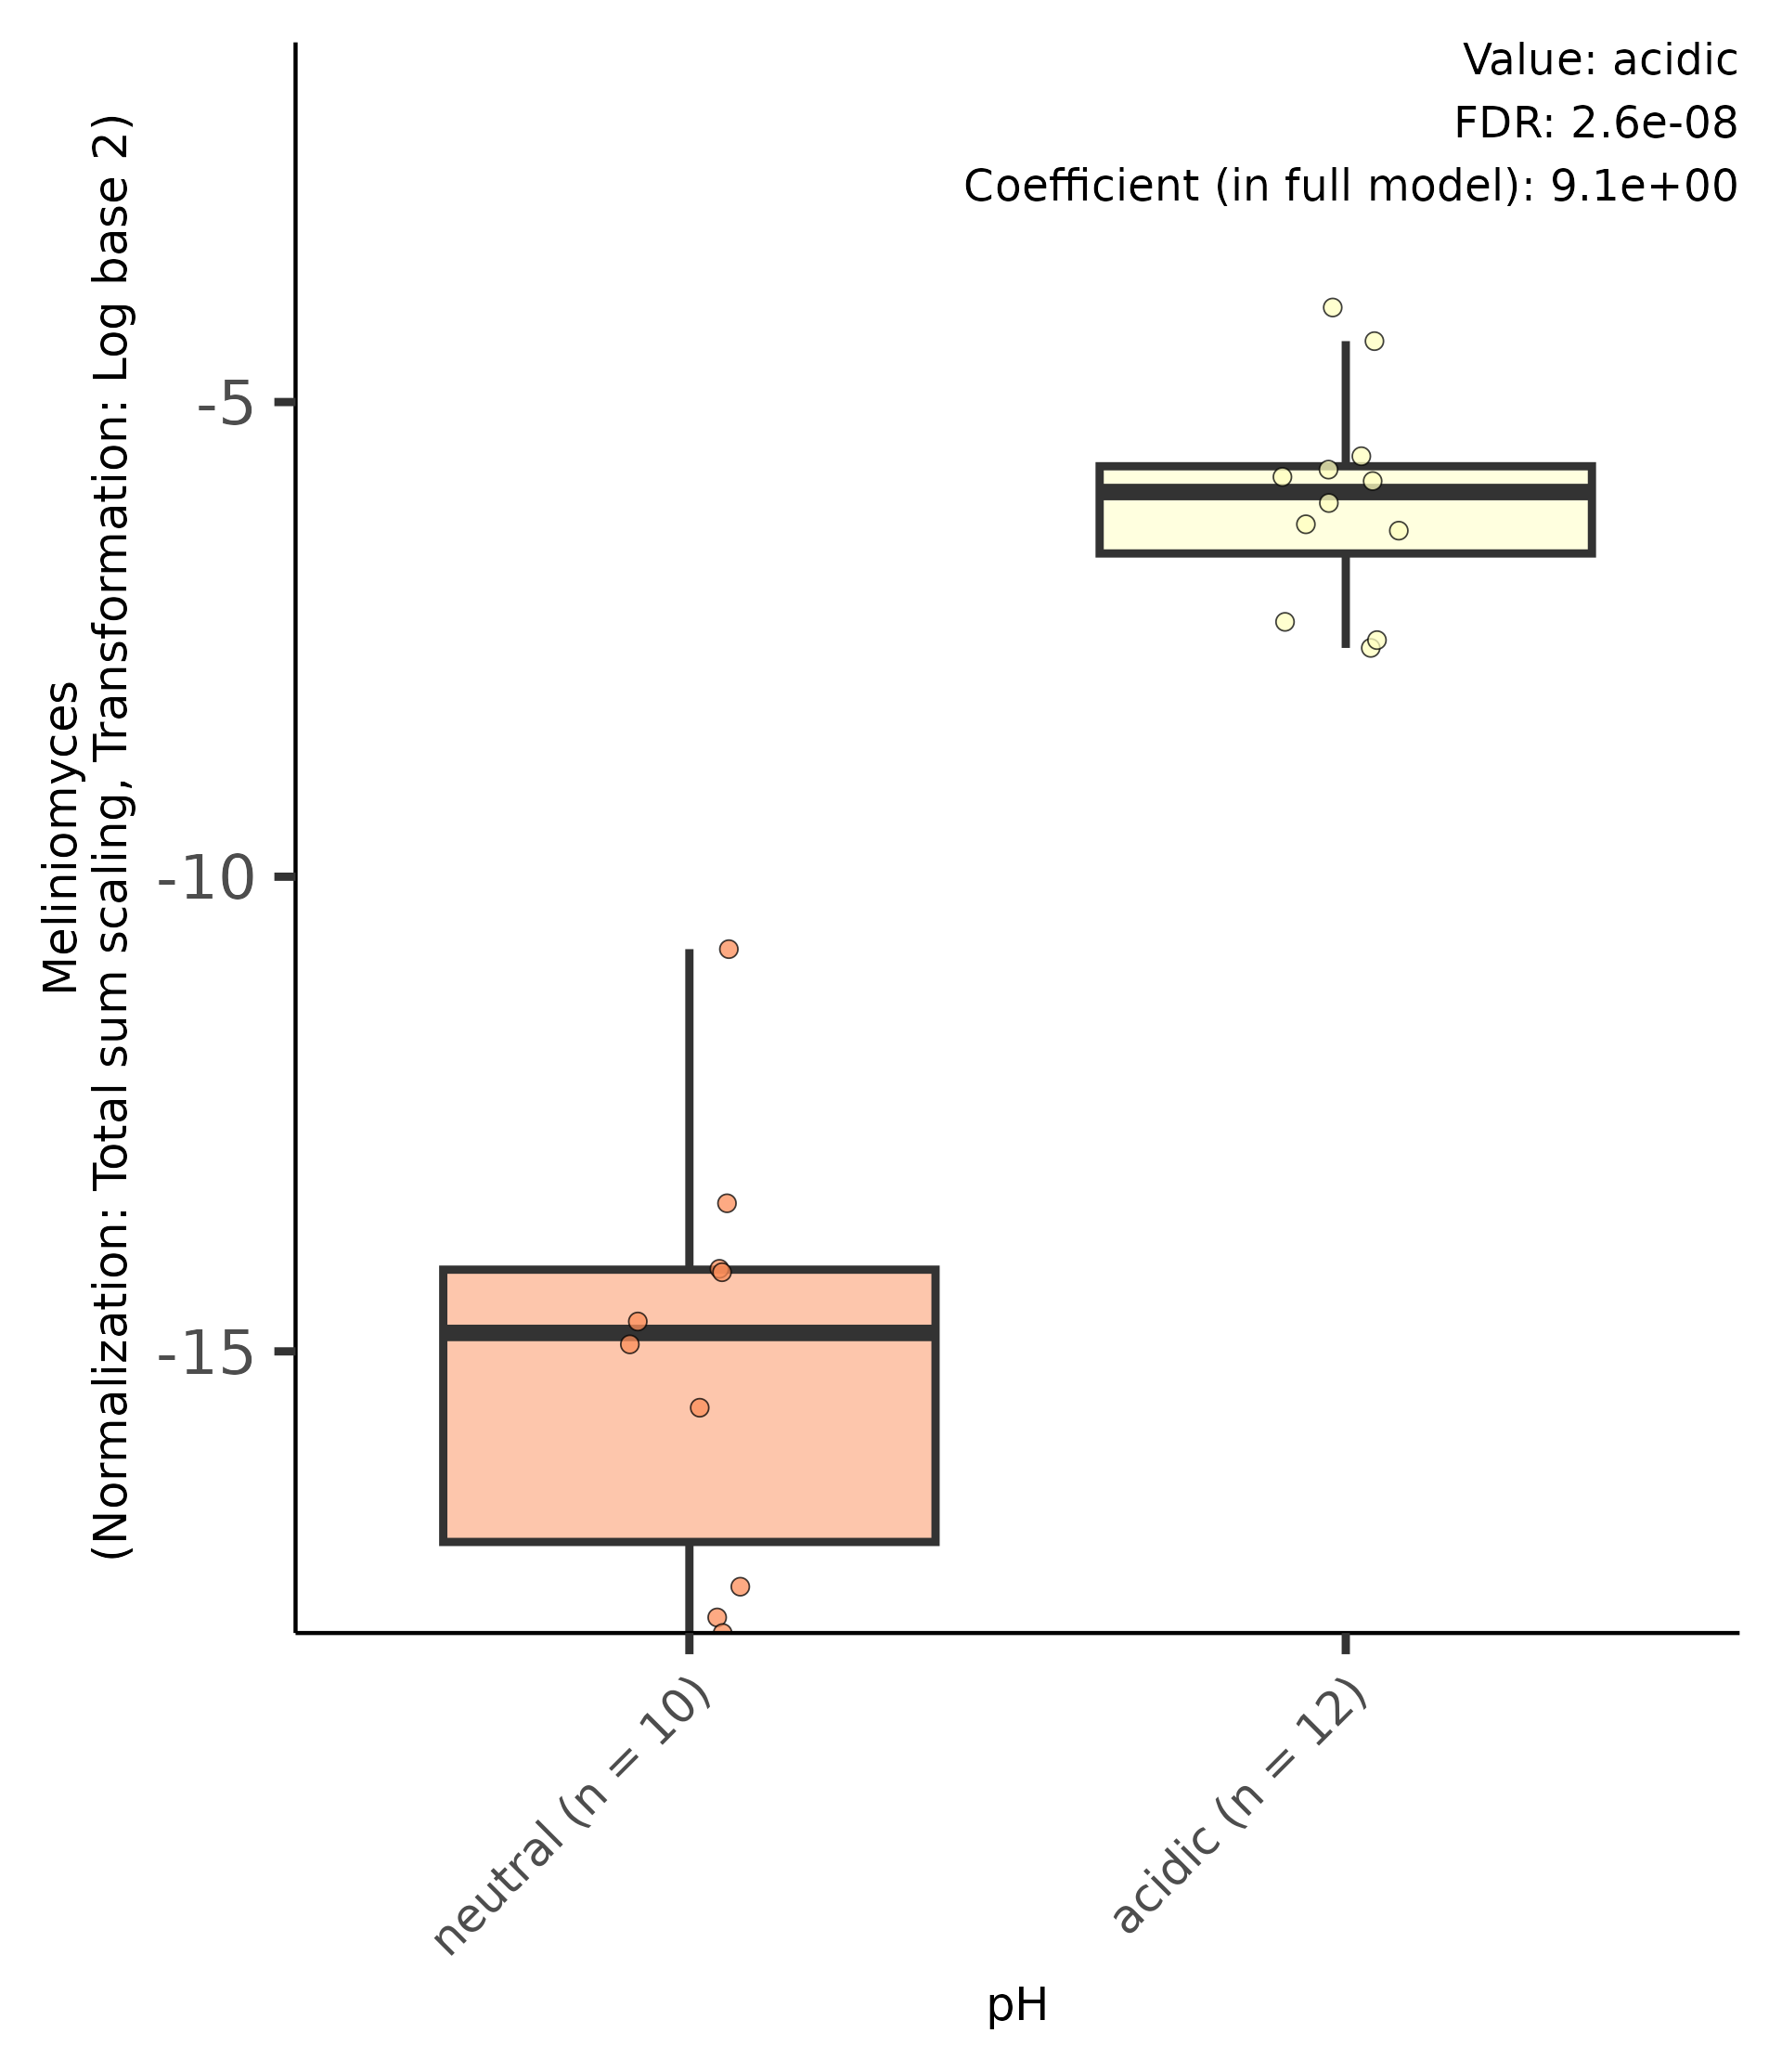 Value: acidic
FDR: 2.6e-08
Coefficient (in full model): 9.1e+00
Meliniomyces
(Normalization: Total sum scaling, Transformation: Log base 2)
-5
-10
-15
neutral (n = 10)
acidic (n = 12)
pH